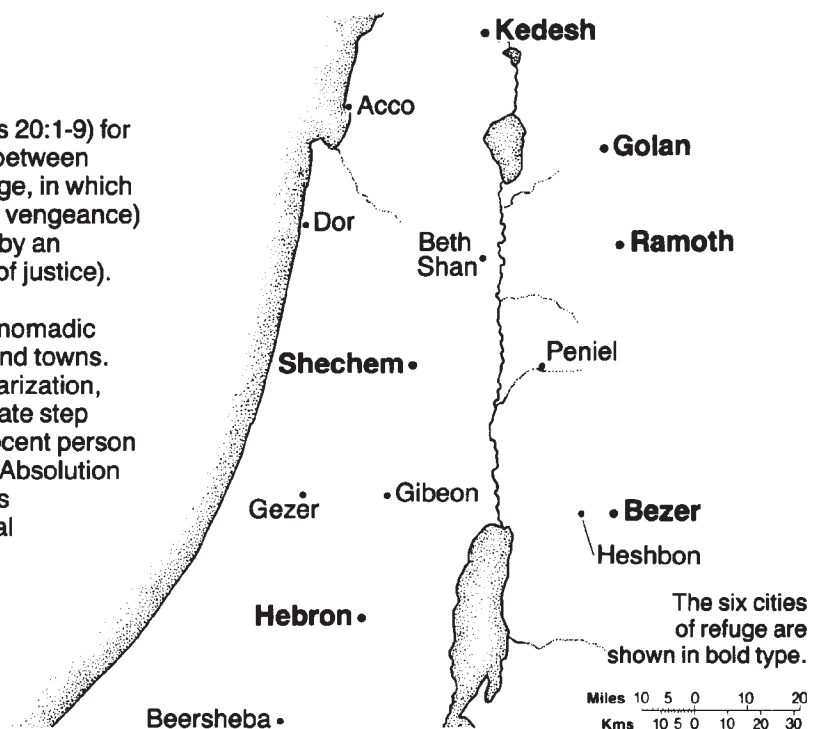 s 20:1-9) for
between
ge, in which
vengeance)
by an
of justice).
nomadic
nd towns.
arization,
ate step
cent person
Absolution
s
al
Kedesh
Acco
Golan
Dor
Ramoth
Beth
Shan
Peniel
Shechem
Gezer
Gibeon
Bezer
Heshbon
Hebron
The six cities
of refuge are
shown in bold type.
Beersheba
Miles 10 5 0 10 20
Kms 10 5 0 10 20 30